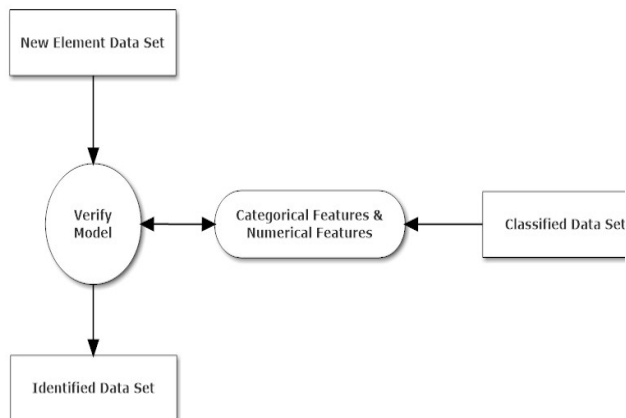 New Element Data Set
Verify
Model
Categorical Features &
Numerical Features
Classified Data Set
Identified Data Set